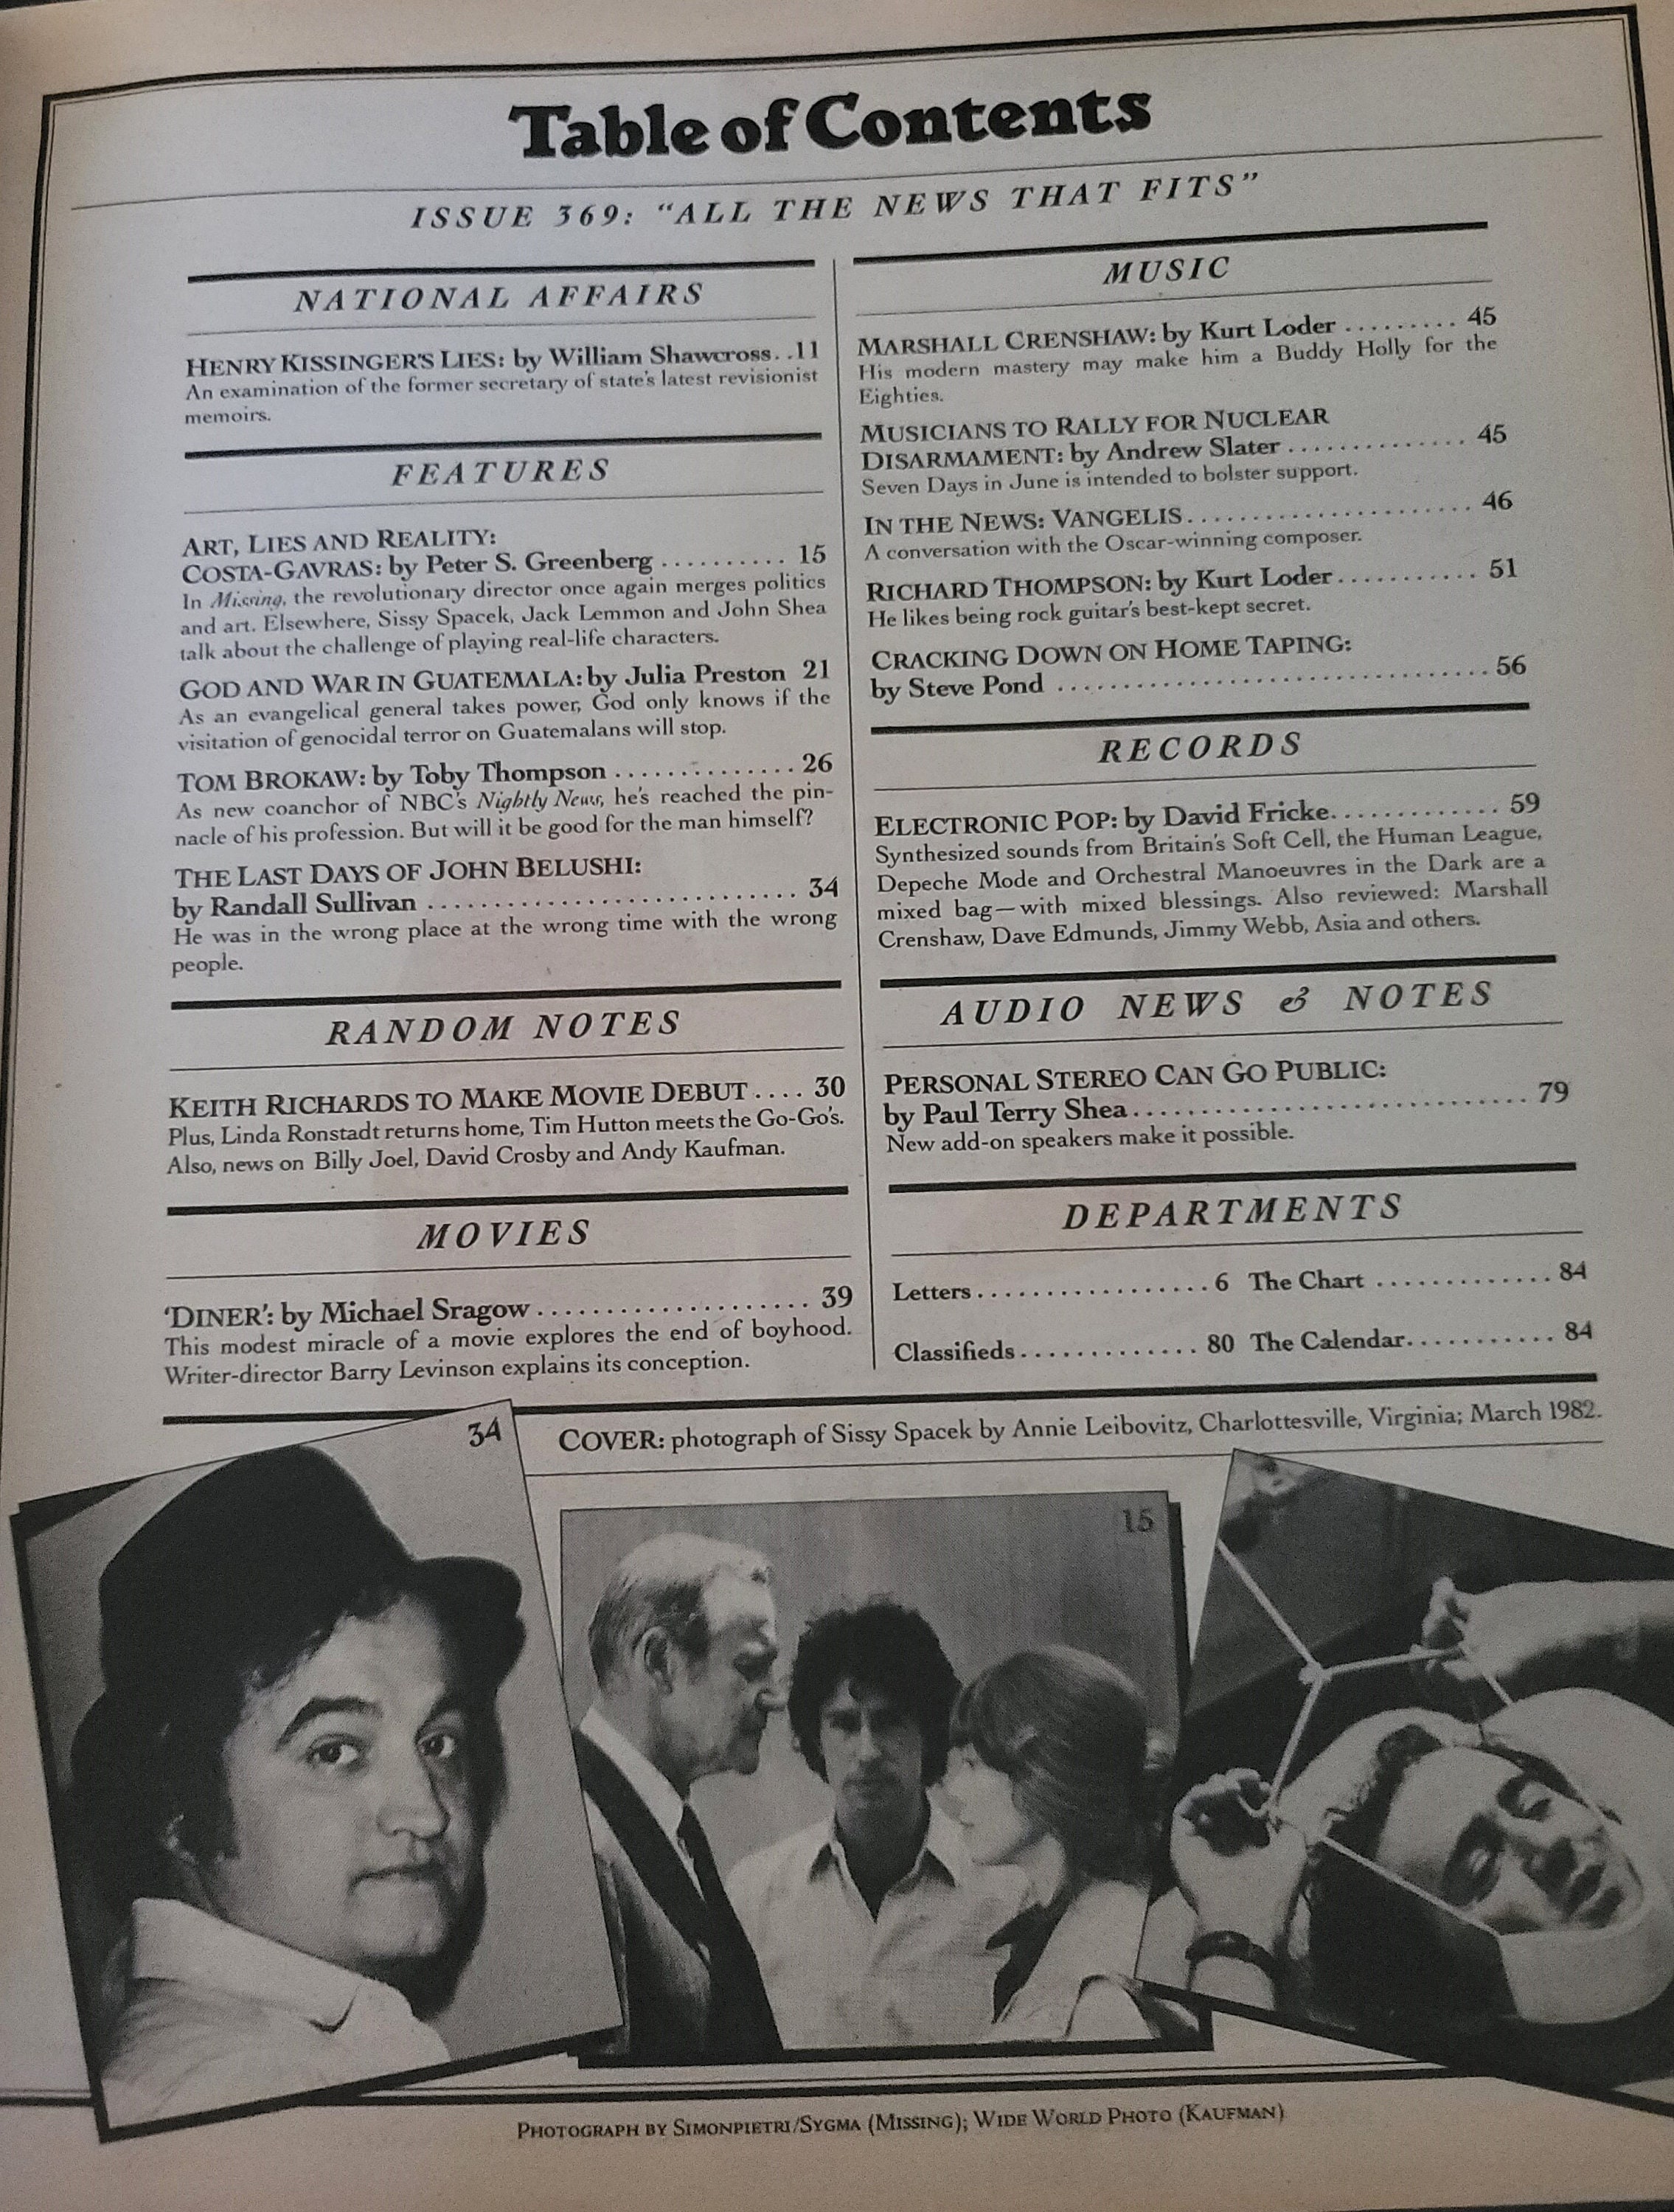 Table of Contents
ISSUE 369: “ALL THE NEWS THAT FITS”
NATIONAL AFFAIRS
HENRY KISSINGER'S LIES: by William Shawcross. .11
An examination of the former secretary of state's latest revisionist
memoirs.
FEATURES
ART, LIES AND REALITY:
COSTA-GAVRAS: by Peter S. Greenberg .......... 15
In Missing, the revolutionary director once again merges politics
and art. Elsewhere, Sissy Spacek, Jack Lemmon and John Shea
talk about the challenge of playing real-life characters.
GOD AND WAR IN GUATEMALA: by Julia Preston 21
As an evangelical general takes power, God only knows if the
visitation of genocidal terror on Guatemalans will stop.
TOM BROKAW: by Toby Thompson .............. 26
As new coanchor of NBC's Nightly News, he's reached the pin-
nacle of his profession. But will it be good for the man himself?
THE LAST DAYS OF JOHN BELUSHI:
by Randall Sullivan ............................ 34
He was in the wrong place at the wrong time with the wrong
people.
RANDOM NOTES
KEITH RICHARDS TO MAKE MOVIE DEBUT .... 30
Plus, Linda Ronstadt returns home, Tim Hutton meets the Go-Go's.
Also, news on Billy Joel, David Crosby and Andy Kaufman.
MOVIES
‘DINER’: by Michael Sragow ..................... 39
This modest miracle of a movie explores the end of boyhood.
Writer-director Barry Levinson explains its conception.
MUSIC
MARSHALL CRENSHAW: by Kurt Loder ......... 45
His modern mastery may make him a Buddy Holly for the
Eighties.
MUSICIANS TO RALLY FOR NUCLEAR
DISARMAMENT: by Andrew Slater .............. 45
Seven Days in June is intended to bolster support.
IN THE NEWS: VANGELIS...................... 46
A conversation with the Oscar-winning composer.
RICHARD THOMPSON: by Kurt Loder........... 51
He likes being rock guitar's best-kept secret.
CRACKING DOWN ON HOME TAPING:
by Steve Pond ................................. 56
RECORDS
ELECTRONIC POP: by David Fricke............. 59
Synthesized sounds from Britain's Soft Cell, the Human League,
Depeche Mode and Orchestral Manoeuvres in the Dark are a
mixed bag—with mixed blessings. Also reviewed: Marshall
Crenshaw, Dave Edmunds, Jimmy Webb, Asia and others.
AUDIO NEWS & NOTES
PERSONAL STEREO CAN GO PUBLIC:
by Paul Terry Shea.............................. 79
New add-on speakers make it possible.
DEPARTMENTS
Letters.................. 6 The Chart ............. 84
Classifieds............. 80 The Calendar........... 84
COVER: photograph of Sissy Spacek by Annie Leibovitz, Charlottesville, Virginia; March 1982.
34
15
PHOTOGRAPH BY SIMONPIETRI/SYGMA (MISSING); WIDE WORLD PHOTO (KAUFMAN)